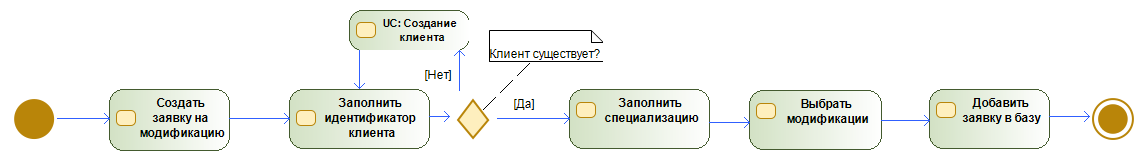 UC: Создание
клиента
Клиент существует?
[Нет]
Создать
заявку на
модификацию
Заполнить
идентификатор
клиента
[Да]
Заполнить
специализацию
Выбрать
модификации
Добавить
заявку в базу